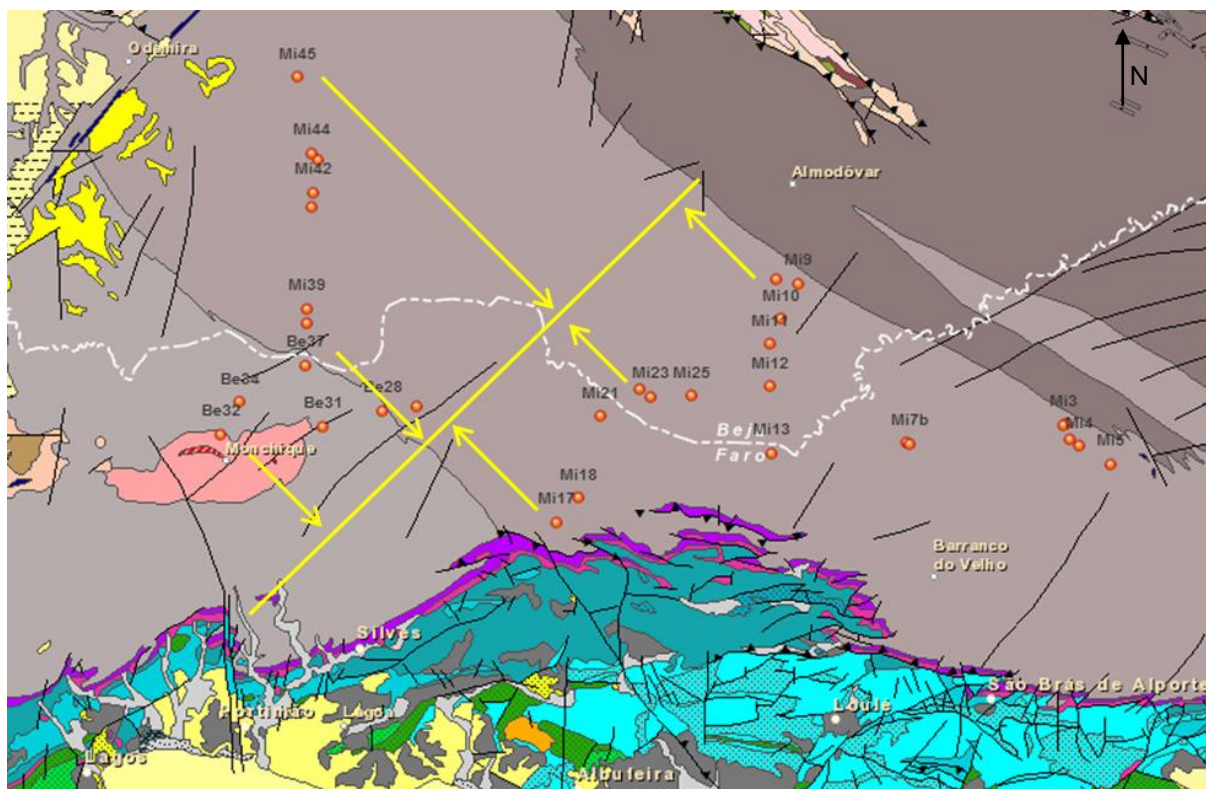 Odemira
Mi45
N
Mi44
Mi42
Almodóvar
Mi9
Mi10
Mi39
Mi11
Be37
Mi12
Be34
Be28
Mi23
Mi25
Be32
Be31
Mi21
Mi3
Mi7b
Mi4
Bej
Mi13
Mi5
Faro
Monchique
Mi18
Mi17
Barranco
do Velho
Silves
São Brás de Alporte
Portimão
Lagoa
Loulé
Lagos
Albufeira